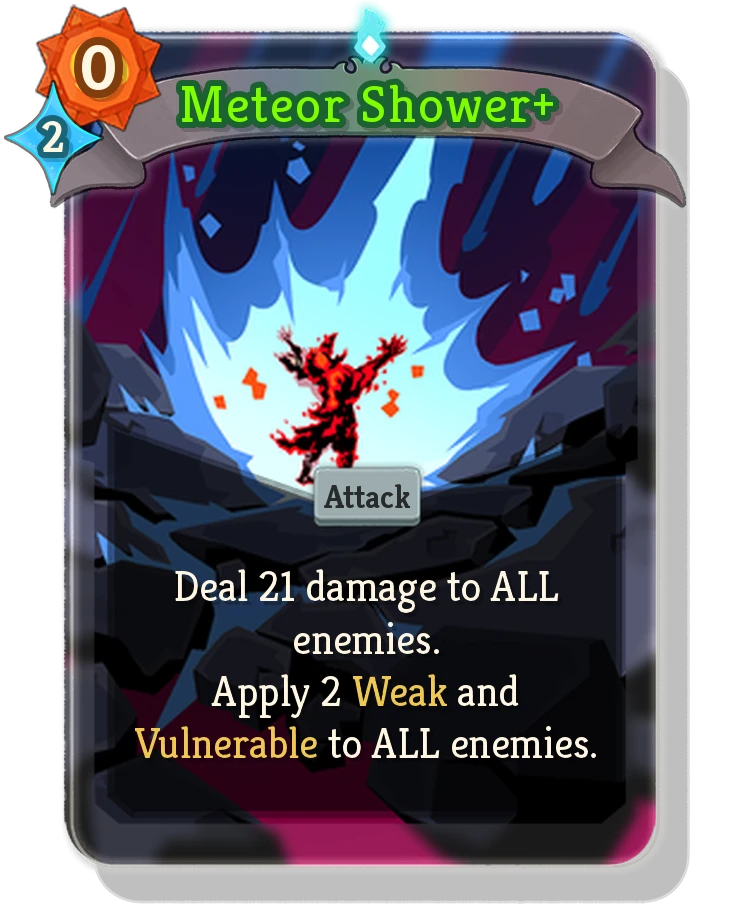 0
Meteor Shower+
2
Attack
Deal 21 damage to ALL
enemies.
Apply 2 Weak and
Vulnerable to ALL enemies.